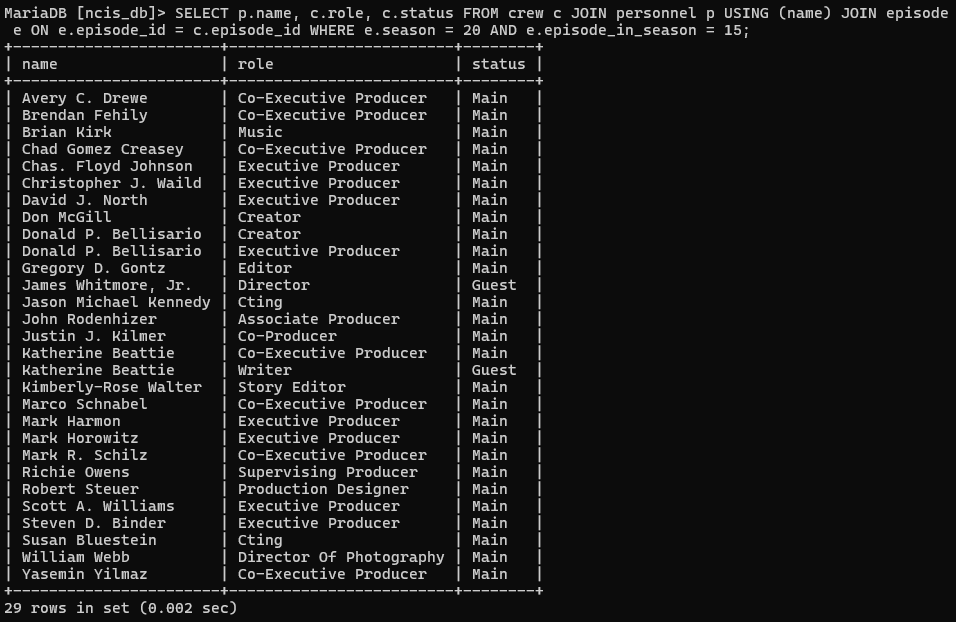 MariaDB [ncis_db]> SELECT p.name, c.role, c.status FROM crew c JOIN personnel p USING (name) JOIN episode
 e ON e.episode_id = c.episode_id WHERE e.season = 20 AND e.episode_in_season = 15;
+-----------------------+-------------------------+--------+
| name                  | role                    | status |
+-----------------------+-------------------------+--------+
| Avery C. Drewe        | Co-Executive Producer   | Main   |
| Brendan Fehily        | Co-Executive Producer   | Main   |
| Brian Kirk            | Music                   | Main   |
| Chad Gomez Creasey    | Co-Executive Producer   | Main   |
| Chas. Floyd Johnson   | Executive Producer      | Main   |
| Christopher J. Waild  | Executive Producer      | Main   |
| David J. North        | Executive Producer      | Main   |
| Don McGill            | Creator                 | Main   |
| Donald P. Bellisario  | Creator                 | Main   |
| Donald P. Bellisario  | Executive Producer      | Main   |
| Gregory D. Gontz      | Editor                  | Main   |
| James Whitmore, Jr.   | Director                | Guest  |
| Jason Michael Kennedy | Cting                   | Main   |
| John Rodenhizer       | Associate Producer      | Main   |
| Justin J. Kilmer      | Co-Producer             | Main   |
| Katherine Beattie     | Co-Executive Producer   | Main   |
| Katherine Beattie     | Writer                  | Guest  |
| Kimberly-Rose Walter  | Story Editor            | Main   |
| Marco Schnabel        | Co-Executive Producer   | Main   |
| Mark Harmon           | Executive Producer      | Main   |
| Mark Horowitz         | Executive Producer      | Main   |
| Mark R. Schilz        | Co-Executive Producer   | Main   |
| Richie Owens          | Supervising Producer    | Main   |
| Robert Steuer         | Production Designer     | Main   |
| Scott A. Williams     | Executive Producer      | Main   |
| Steven D. Binder      | Executive Producer      | Main   |
| Susan Bluestein       | Cting                   | Main   |
| William Webb          | Director Of Photography | Main   |
| Yasemin Yilmaz        | Co-Executive Producer   | Main   |
+-----------------------+-------------------------+--------+
29 rows in set (0.002 sec)